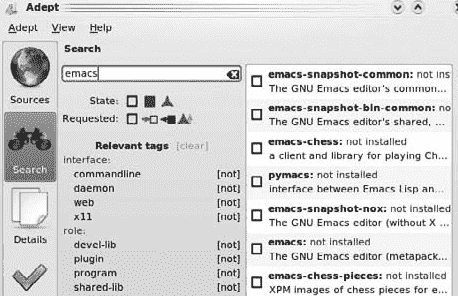 Adept
Adept View Help
Search
emacs
Sources
State:
Requested:
Search
Relevant tags [clear]
interface:
commandline [not]
daemon [not]
web [not]
x11 [not]
role:
devel-lib [not]
plugin [not]
program [not]
shared-lib [not]
Details
emacs-snapshot-common: not ins
The GNU Emacs editor's common...
emacs-snapshot-bin-common: no
The GNU Emacs editor's shared, ...
emacs-chess: not installed
a client and library for playing Ch...
pymacs: not installed
interface between Emacs Lisp an...
emacs-snapshot-nox: not installed
The GNU Emacs editor (without X ...
emacs: not installed
The GNU Emacs editor (metapack...
emacs-chess-pieces: not installed
XPM images of chess pieces for e...